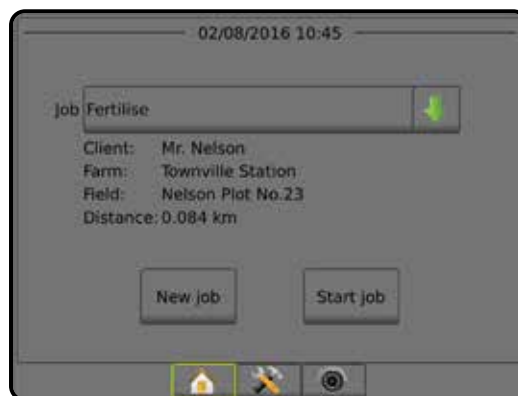 02/08/2016 10:45
Job Fertilise
Client: Mr. Nelson
Farm: Townville Station
Field: Nelson Plot No.23
Distance: 0.084 km
New job Start job